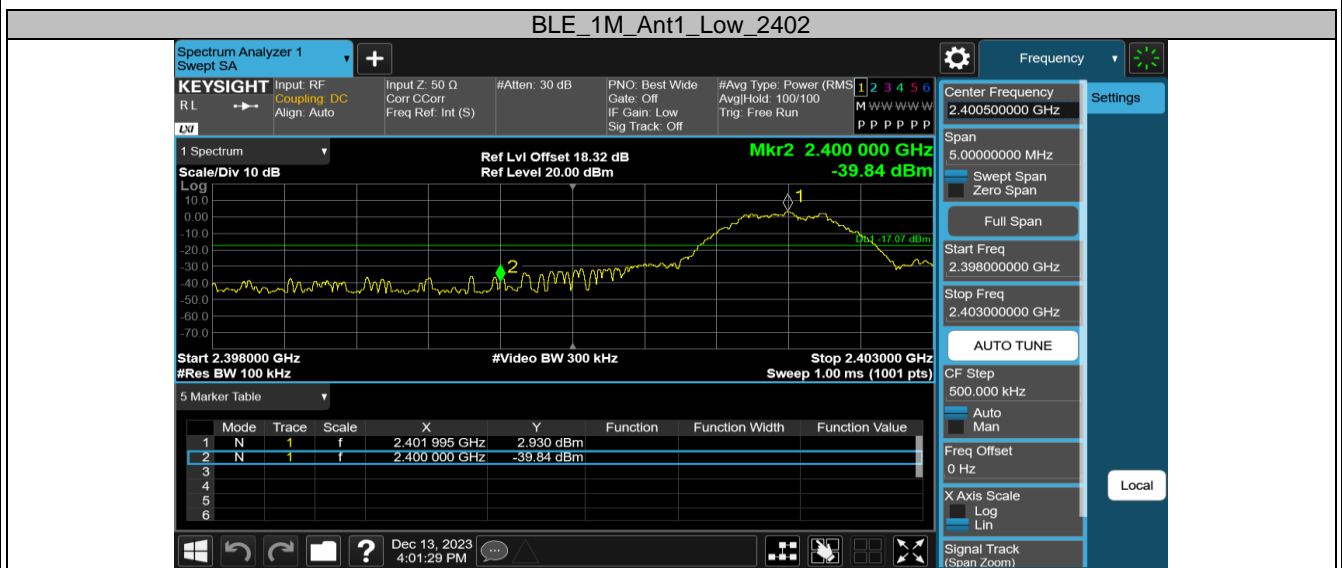 BLE_1M_Ant1_Low_2402
Spectrum Analyzer 1
Swept SA
+
Frequency
KEYSIGHT
RL
LXI
Input: RF
Coupling: DC
Align: Auto
Input Z: 50 Ω
Corr CCorr
Freq Ref: Int (S)
#Atten: 30 dB
PNO: Best Wide
Gate: Off
IF Gain: Low
Sig Track: Off
#Avg Type: Power (RMS
Avg|Hold: 100/100
Trig: Free Run
1 2 3 4 5 6
M W W W W W
P P P P P P
1 Spectrum
Scale/Div 10 dB
Ref Lvl Offset 18.32 dB
Ref Level 20.00 dBm
Mkr2 2.400 000 GHz
-39.84 dBm
Log
10.0
0.00
-10.0
-20.0
-30.0
-40.0
-50.0
-60.0
-70.0
1
2
DL1 -17.07 dBm
Start 2.398000 GHz
#Video BW 300 kHz
Stop 2.403000 GHz
#Res BW 100 kHz
Sweep 1.00 ms (1001 pts)
5 Marker Table
Mode Trace Scale X Y Function Function Width Function Value
1 N 1 f 2.401 995 GHz 2.930 dBm
2 N 1 f 2.400 000 GHz -39.84 dBm
3
4
5
6
?
Dec 13, 2023
4:01:29 PM
Center Frequency
2.400500000 GHz
Settings
Span
5.00000000 MHz
Swept Span
Zero Span
Full Span
Start Freq
2.398000000 GHz
Stop Freq
2.403000000 GHz
AUTO TUNE
CF Step
500.000 kHz
Auto
Man
Freq Offset
0 Hz
X Axis Scale
Log
Lin
Local
Signal Track
(Span Zoom)